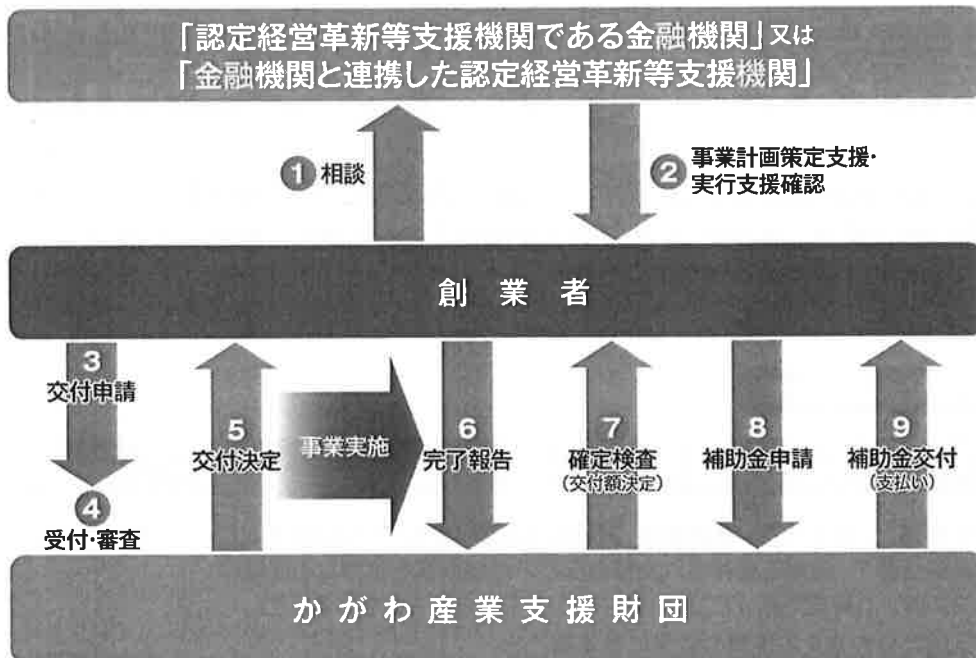 「認定経営革新等支援機関である金融機関」又は
「金融機関と連携した認定経営革新等支援機関」
1 相談
2 事業計画策定支援・
実行支援確認
創業者
3
交付申請
4
受付・審査
5
交付決定
事業実施
6
完了報告
7
確定検査
(交付額決定)
8
補助金申請
9
補助金交付
(支払い)
かがわ産業支援財団